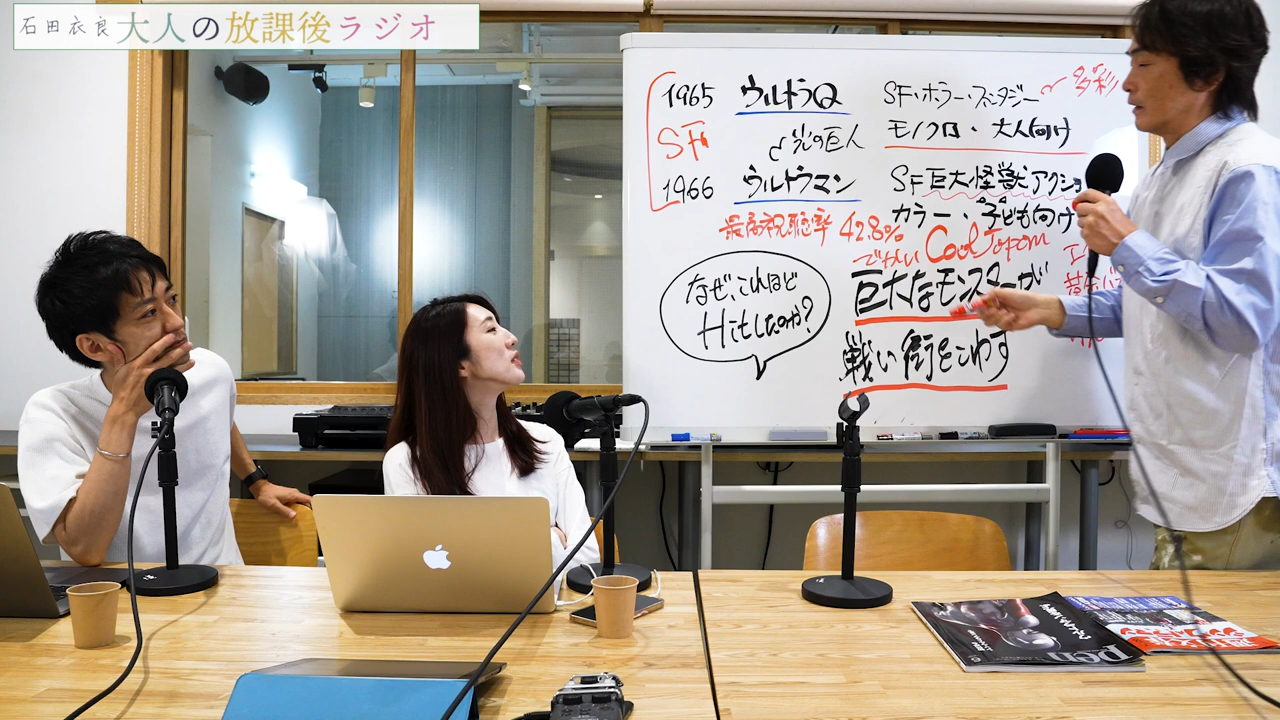 石田衣良 大人の放課後ラジオ
1965 ウルトラQ SF・ホラー・ファンタジー 多彩
SF 光の巨人 モノクロ・大人向け
1966 ウルトラマン SF巨大怪獣アクショ
カラー・子ども向け
最高視聴率 42.8%
でかい Cool Japan
巨大なモンスターが
戦い 街をこわす
なぜ、これほど
Hitしたのか?
pen